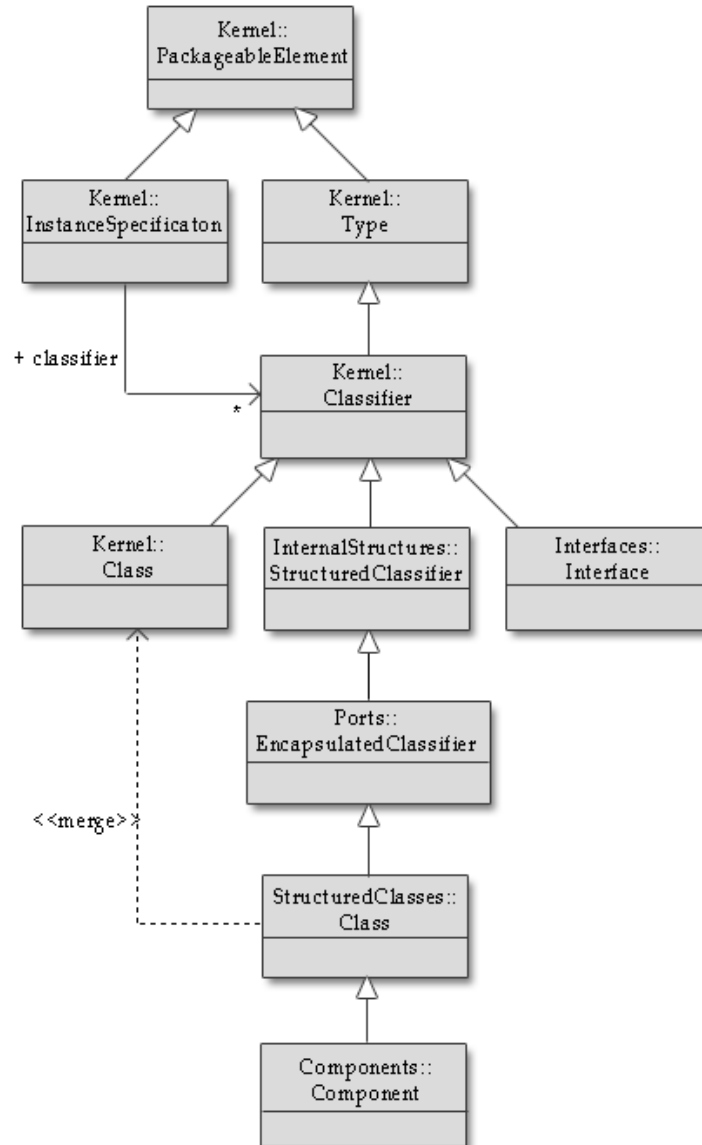 Kernel::
PackageableElement
Kernel::
InstanceSpecificaton
Kernel::
Type
+ classifier
*
Kernel::
Classifier
Kernel::
Class
InternalStructures::
StructuredClassifier
Interfaces::
Interface
Ports::
EncapsulatedClassifier
<<merge>>
StructuredClasses::
Class
Components::
Component